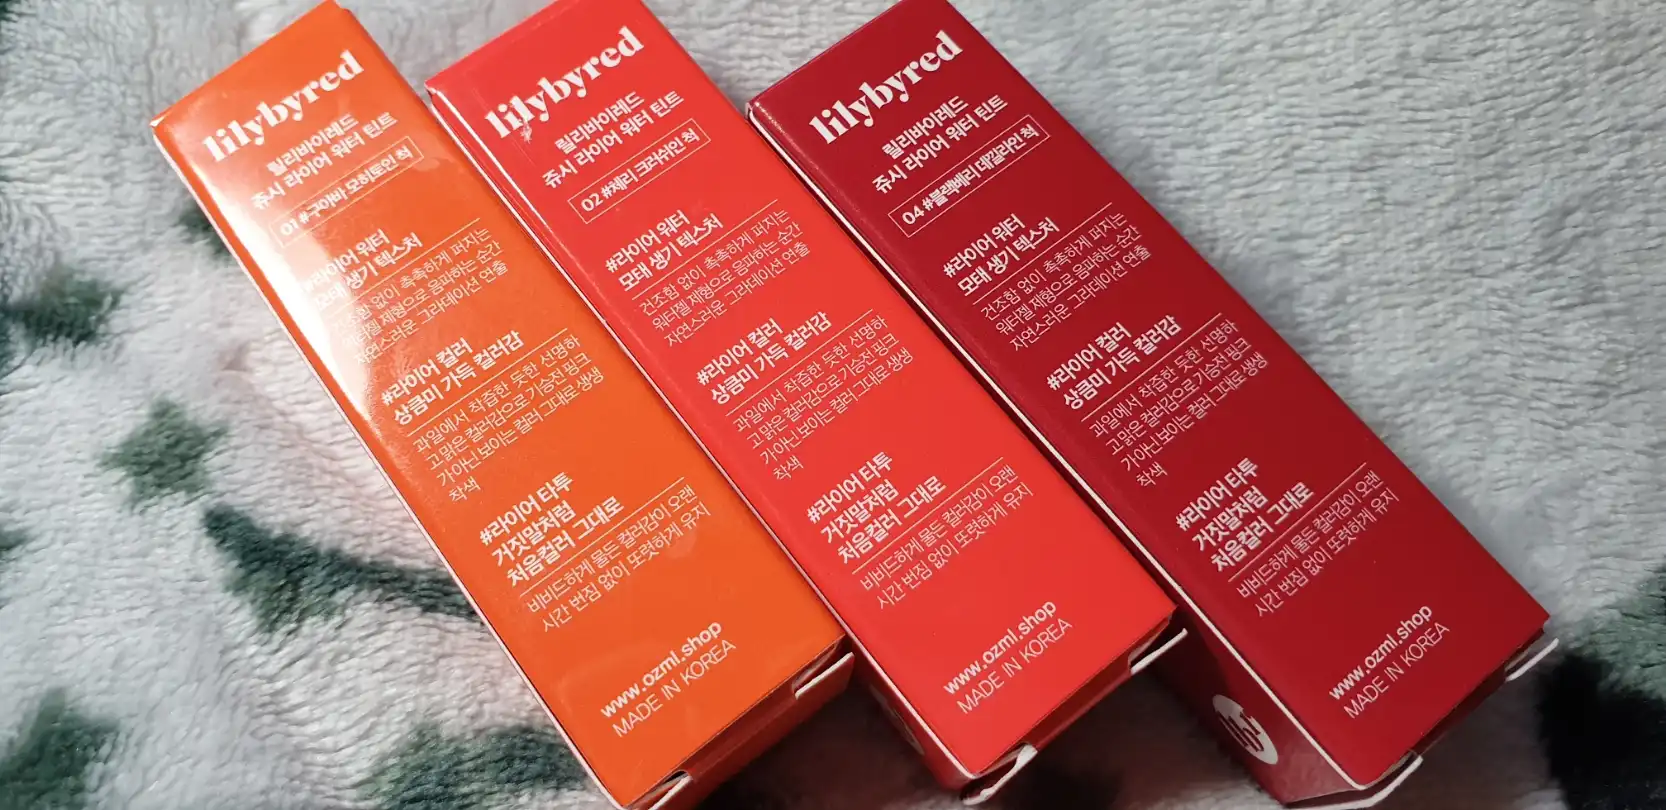 lilybyred
릴리바이레드
쥬시 라이어 워터 틴트
01 #구아바 모히토인 척
#라이어 워터
모태 생기 텍스처
건조함 없이 촉촉하게 퍼지는
워터젤 제형으로 음파하는 순간
자연스러운 그라데이션 연출
#라이어 컬러
상큼미 가득 컬러감
과일에서 착즙한 듯한 선명하
고 맑은 컬러감으로 기승전 핑크
가 아닌 보이는 컬러 그대로 생생
착색
#라이어 타투
거짓말처럼
처음컬러 그대로
비비드하게 물든 컬러감이 오랜
시간 번짐 없이 또렷하게 유지
www.ozml.shop
MADE IN KOREA
lilybyred
릴리바이레드
쥬시 라이어 워터 틴트
02 #체리 크러쉬인 척
#라이어 워터
모태 생기 텍스처
건조함 없이 촉촉하게 퍼지는
워터젤 제형으로 음파하는 순간
자연스러운 그라데이션 연출
#라이어 컬러
상큼미 가득 컬러감
과일에서 착즙한 듯한 선명하
고 맑은 컬러감으로 기승전 핑크
가 아닌 보이는 컬러 그대로 생생
착색
#라이어 타투
거짓말처럼
처음컬러 그대로
비비드하게 물든 컬러감이 오랜
시간 번짐 없이 또렷하게 유지
www.ozml.shop
MADE IN KOREA
lilybyred
릴리바이레드
쥬시 라이어 워터 틴트
04 #블랙베리 데킬라인 척
#라이어 워터
모태 생기 텍스처
건조함 없이 촉촉하게 퍼지는
워터젤 제형으로 음파하는 순간
자연스러운 그라데이션 연출
#라이어 컬러
상큼미 가득 컬러감
과일에서 착즙한 듯한 선명하
고 맑은 컬러감으로 기승전 핑크
가 아닌 보이는 컬러 그대로 생생
착색
#라이어 타투
거짓말처럼
처음컬러 그대로
비비드하게 물든 컬러감이 오랜
시간 번짐 없이 또렷하게 유지
www.ozml.shop
MADE IN KOREA